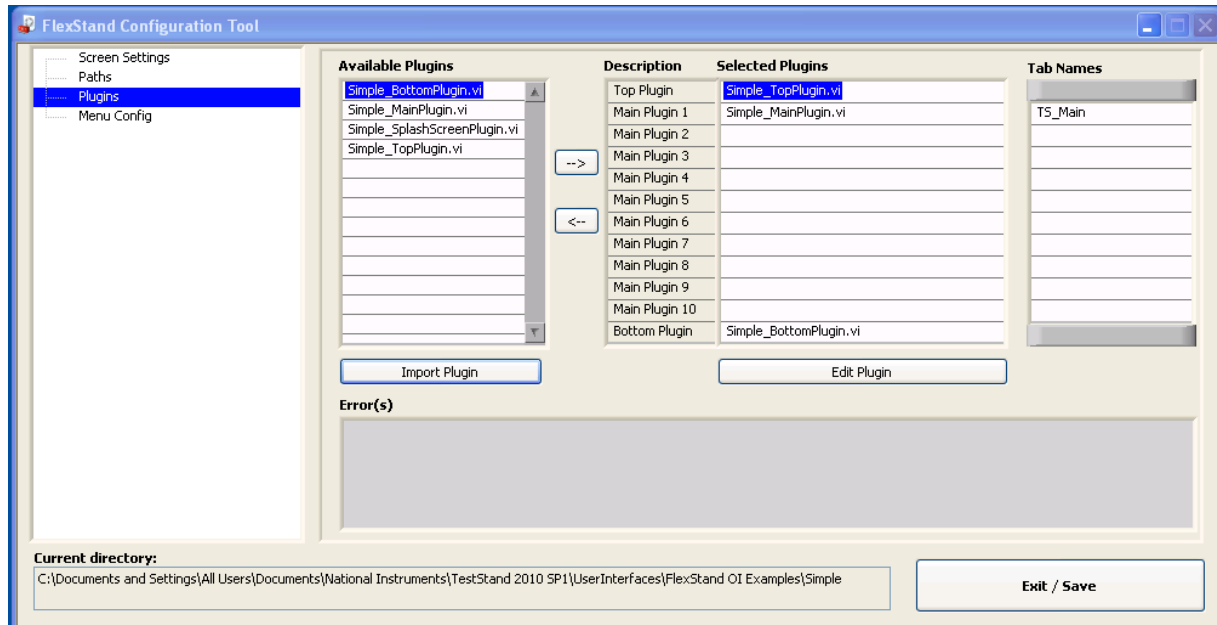 FlexStand Configuration Tool
Screen Settings
Paths
Plugins
Menu Config
Available Plugins
Simple_BottomPlugin.vi
Simple_MainPlugin.vi
Simple_SplashScreenPlugin.vi
Simple_TopPlugin.vi
-->
<--
Description Selected Plugins Tab Names
Top Plugin Simple_TopPlugin.vi
Main Plugin 1 Simple_MainPlugin.vi TS_Main
Main Plugin 2
Main Plugin 3
Main Plugin 4
Main Plugin 5
Main Plugin 6
Main Plugin 7
Main Plugin 8
Main Plugin 9
Main Plugin 10
Bottom Plugin Simple_BottomPlugin.vi
Import Plugin
Edit Plugin
Error(s)
Current directory:
C:\Documents and Settings\All Users\Documents\National Instruments\TestStand 2010 SP1\UserInterfaces\FlexStand OI Examples\Simple
Exit / Save